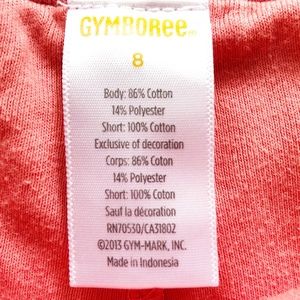 GYMBOREE
8
Body: 86% Cotton
14% Polyester
Short: 100% Cotton
Exclusive of decoration
Corps: 86% Coton
14% Polyester
Short: 100% Coton
Sauf la décoration
RN70530/CA31802
©2013 GYM-MARK, INC.
Made in Indonesia